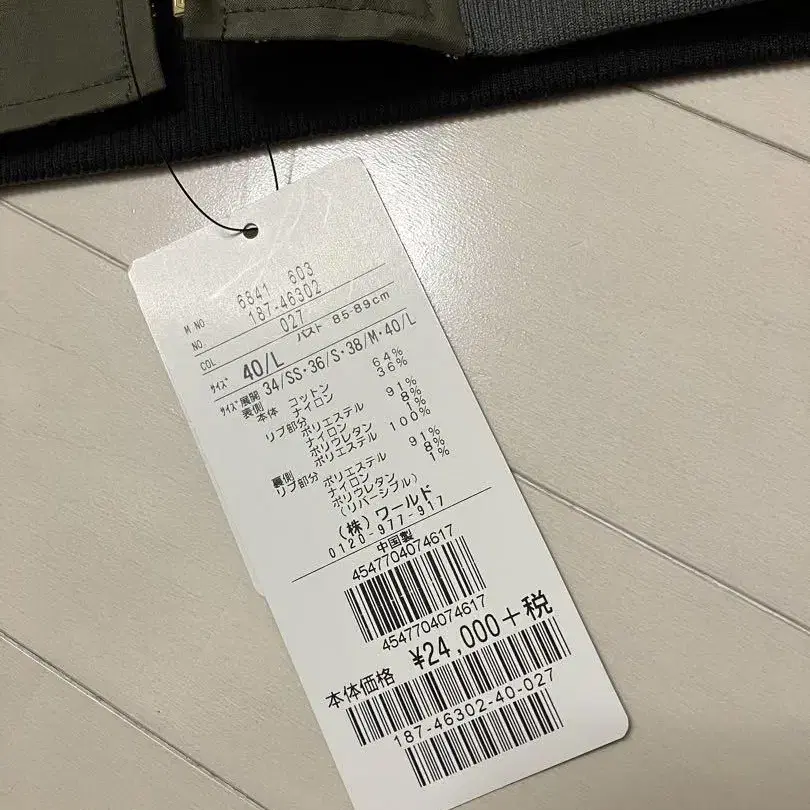 M NO 6841 603
NO. 187-46302
COL 027
サイズ 40/L バスト 85-89cm
サイズ展開 34/SS・36/S・38/M・40/L
表側
本体 コットン 64%
ナイロン 36%
リブ部分 ポリエステル 91%
ナイロン 8%
ポリウレタン 1%
裏側 ポリエステル 100%
リブ部分 ポリエステル 91%
ナイロン 8%
ポリウレタン 1%
(リバーシブル)
(株)ワールド
0120-977-917
中国製
4547704074617
4547704074617
本体価格 ¥24,000+税
187-46302-40-027